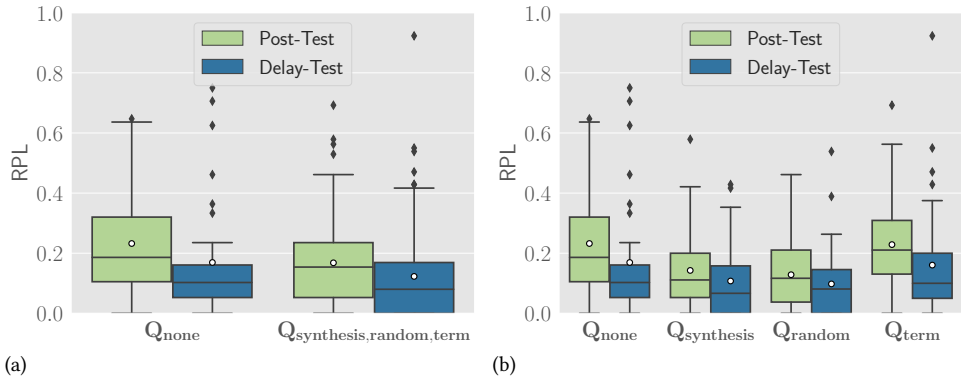 1.0
0.8
0.6
0.4
0.2
0.0
RPL
Post-Test
Delay-Test
Qnone
Qsynthesis,random,term
(a)
1.0
0.8
0.6
0.4
0.2
0.0
RPL
Post-Test
Delay-Test
Qnone
Qsynthesis
Qrandom
Qterm
(b)